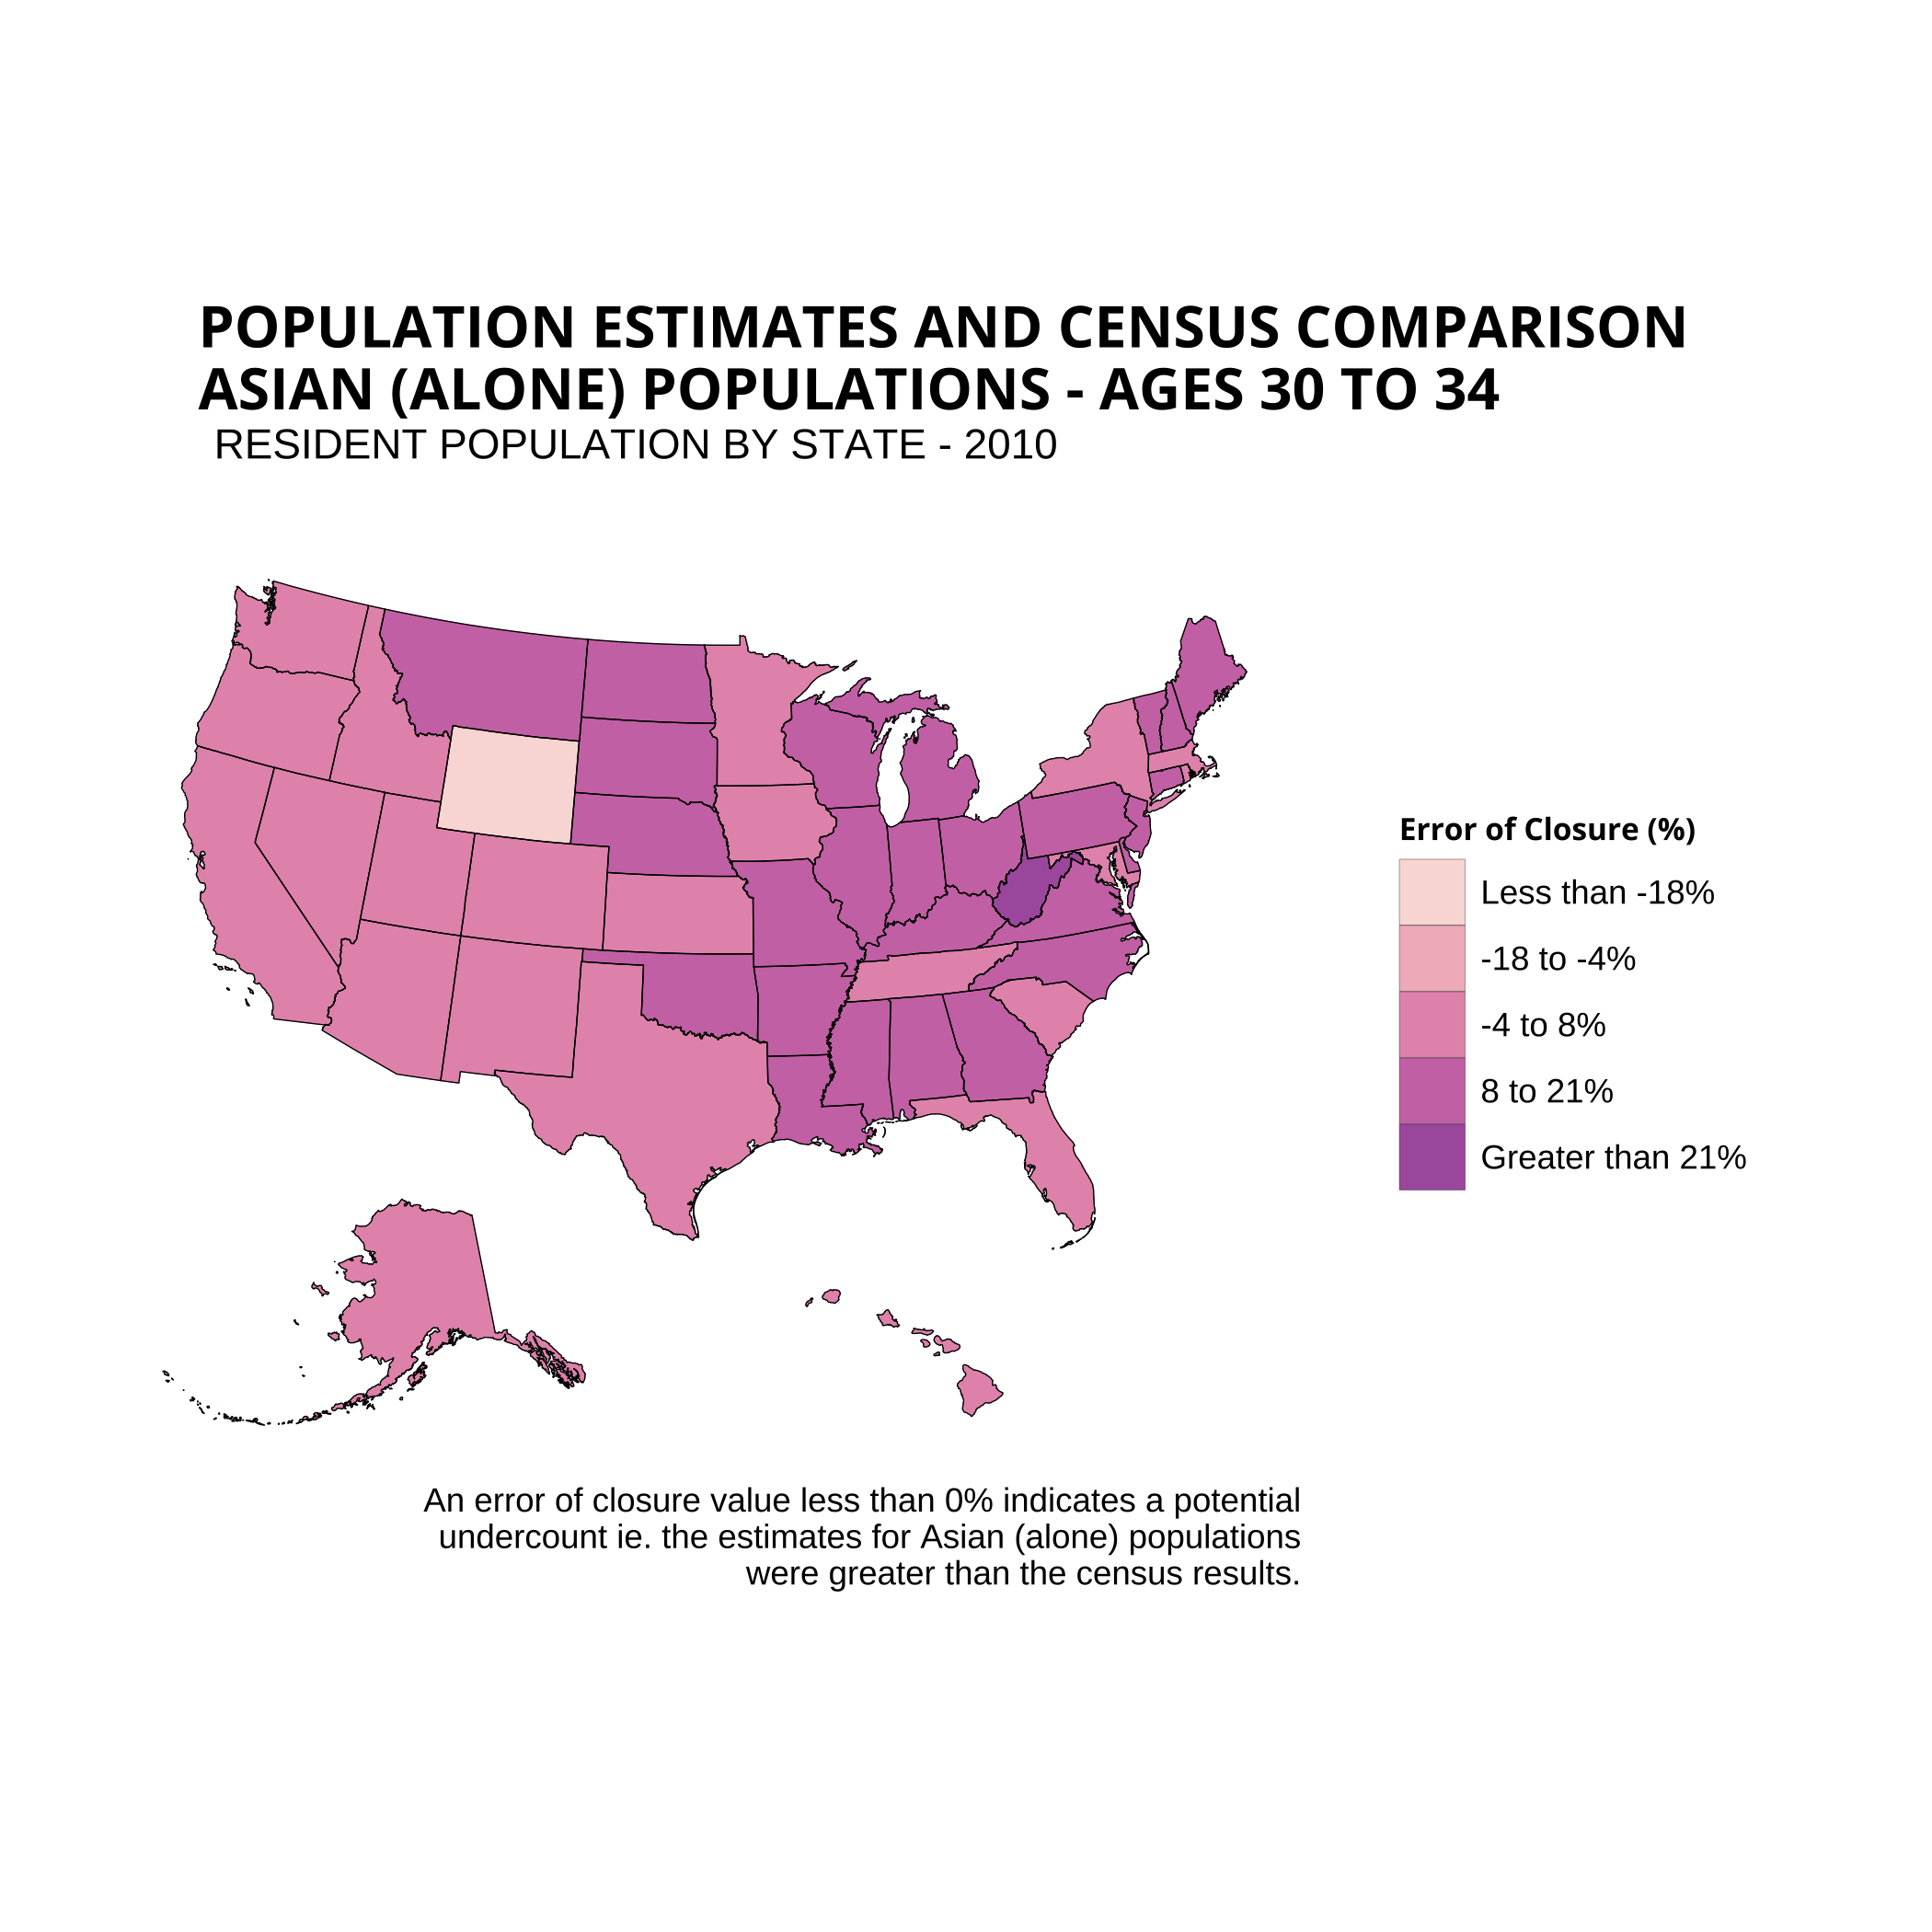 POPULATION ESTIMATES AND CENSUS COMPARISON
ASIAN (ALONE) POPULATIONS - AGES 30 TO 34
RESIDENT POPULATION BY STATE - 2010
Error of Closure (%)
Less than -18%
-18 to -4%
-4 to 8%
8 to 21%
Greater than 21%
An error of closure value less than 0% indicates a potential
undercount ie. the estimates for Asian (alone) populations
were greater than the census results.